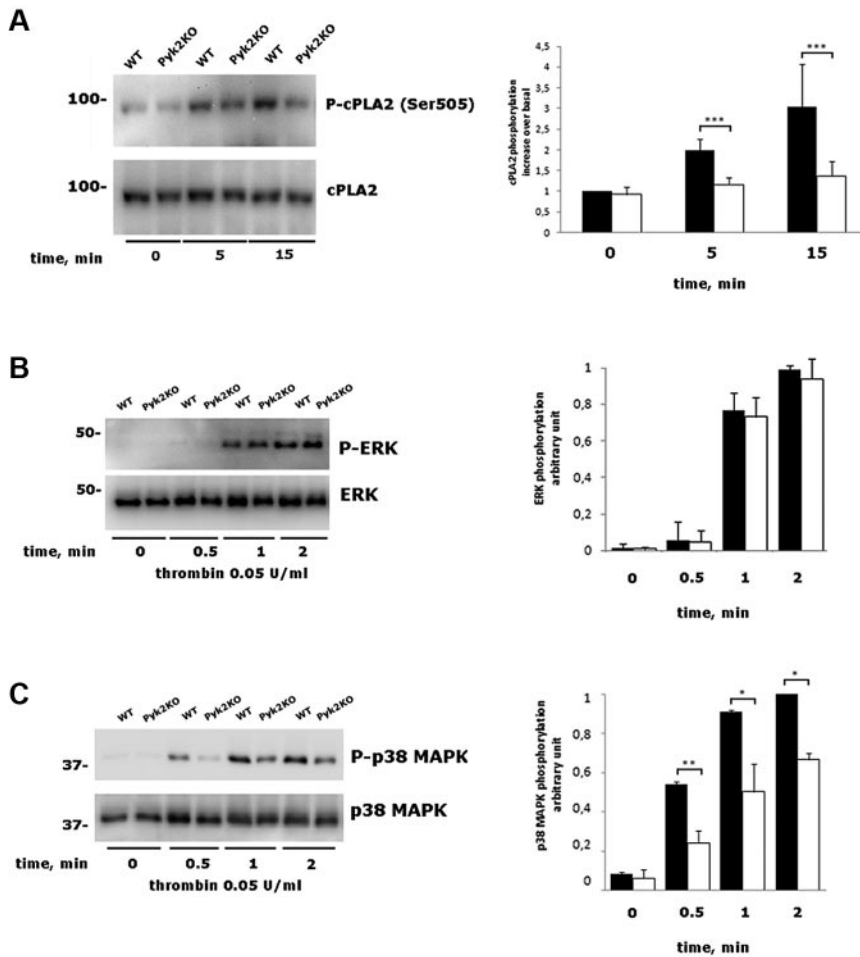 A
WT Pyk2KO WT Pyk2KO WT Pyk2KO
100-
P-cPLA2 (Ser505)
100-
cPLA2
time, min 0 5 15
cPLA2 phosphorylation
increase over basal
4,5
4
3,5
3
2,5
2
1,5
1
0,5
0
***
***
0 5 15
time, min
B
WT Pyk2KO WT Pyk2KO WT Pyk2KO WT Pyk2KO
50-
P-ERK
50-
ERK
time, min 0 0.5 1 2
thrombin 0.05 U/ml
ERK phosphorylation
arbitrary unit
1
0,8
0,6
0,4
0,2
0
0 0.5 1 2
time, min
C
WT Pyk2KO WT Pyk2KO WT Pyk2KO WT Pyk2KO
37-
P-p38 MAPK
37-
p38 MAPK
time, min 0 0.5 1 2
thrombin 0.05 U/ml
p38 MAPK phosphorylation
arbitrary unit
1
0,8
0,6
0,4
0,2
0
**
*
*
0 0.5 1 2
time, min